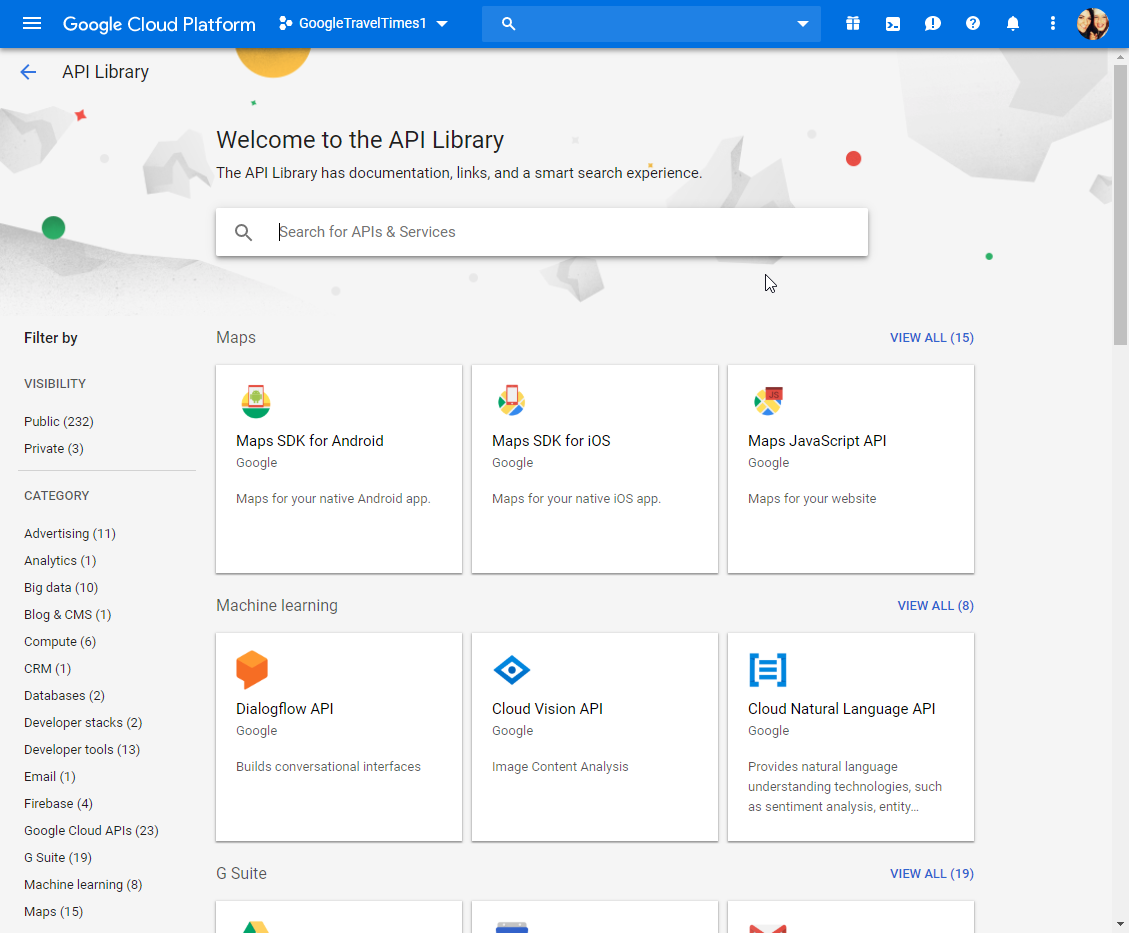 Google Cloud Platform
GoogleTravelTimes1
API Library
Welcome to the API Library
The API Library has documentation, links, and a smart search experience.
Search for APIs & Services
Filter by
VISIBILITY
Public (232)
Private (3)
CATEGORY
Advertising (11)
Analytics (1)
Big data (10)
Blog & CMS (1)
Compute (6)
CRM (1)
Databases (2)
Developer stacks (2)
Developer tools (13)
Email (1)
Firebase (4)
Google Cloud APIs (23)
G Suite (19)
Machine learning (8)
Maps (15)
Maps
VIEW ALL (15)
Maps SDK for Android
Google
Maps for your native Android app.
Maps SDK for iOS
Google
Maps for your native iOS app.
JS
Maps JavaScript API
Google
Maps for your website
Machine learning
VIEW ALL (8)
Dialogflow API
Google
Builds conversational interfaces
Cloud Vision API
Google
Image Content Analysis
Cloud Natural Language API
Google
Provides natural language
understanding technologies, such
as sentiment analysis, entity...
G Suite
VIEW ALL (19)